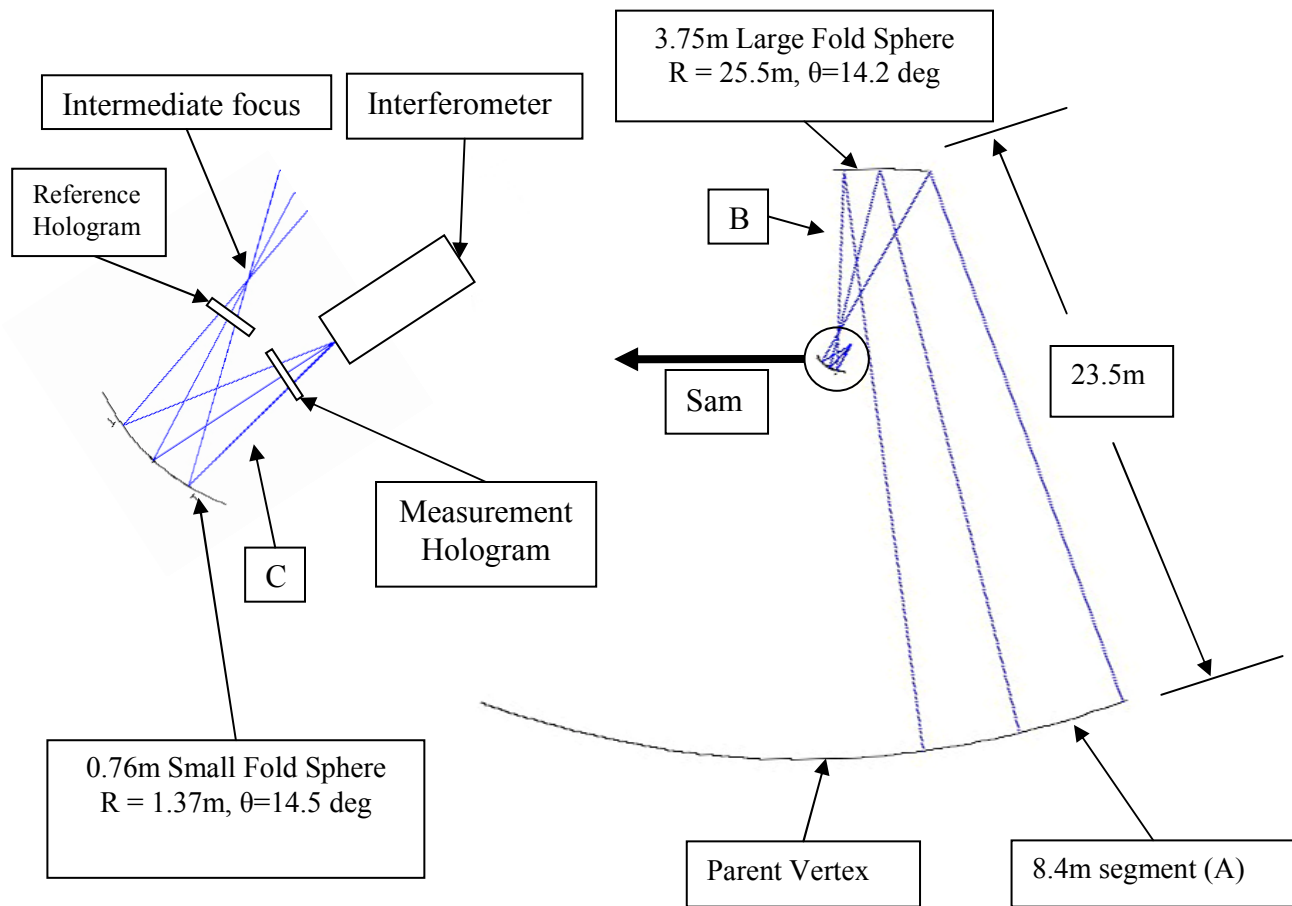 3.75m Large Fold Sphere
R = 25.5m, θ=14.2 deg
Intermediate focus
Interferometer
Reference
Hologram
B
23.5m
Sam
Measurement
Hologram
C
0.76m Small Fold Sphere
R = 1.37m, θ=14.5 deg
Parent Vertex
8.4m segment (A)